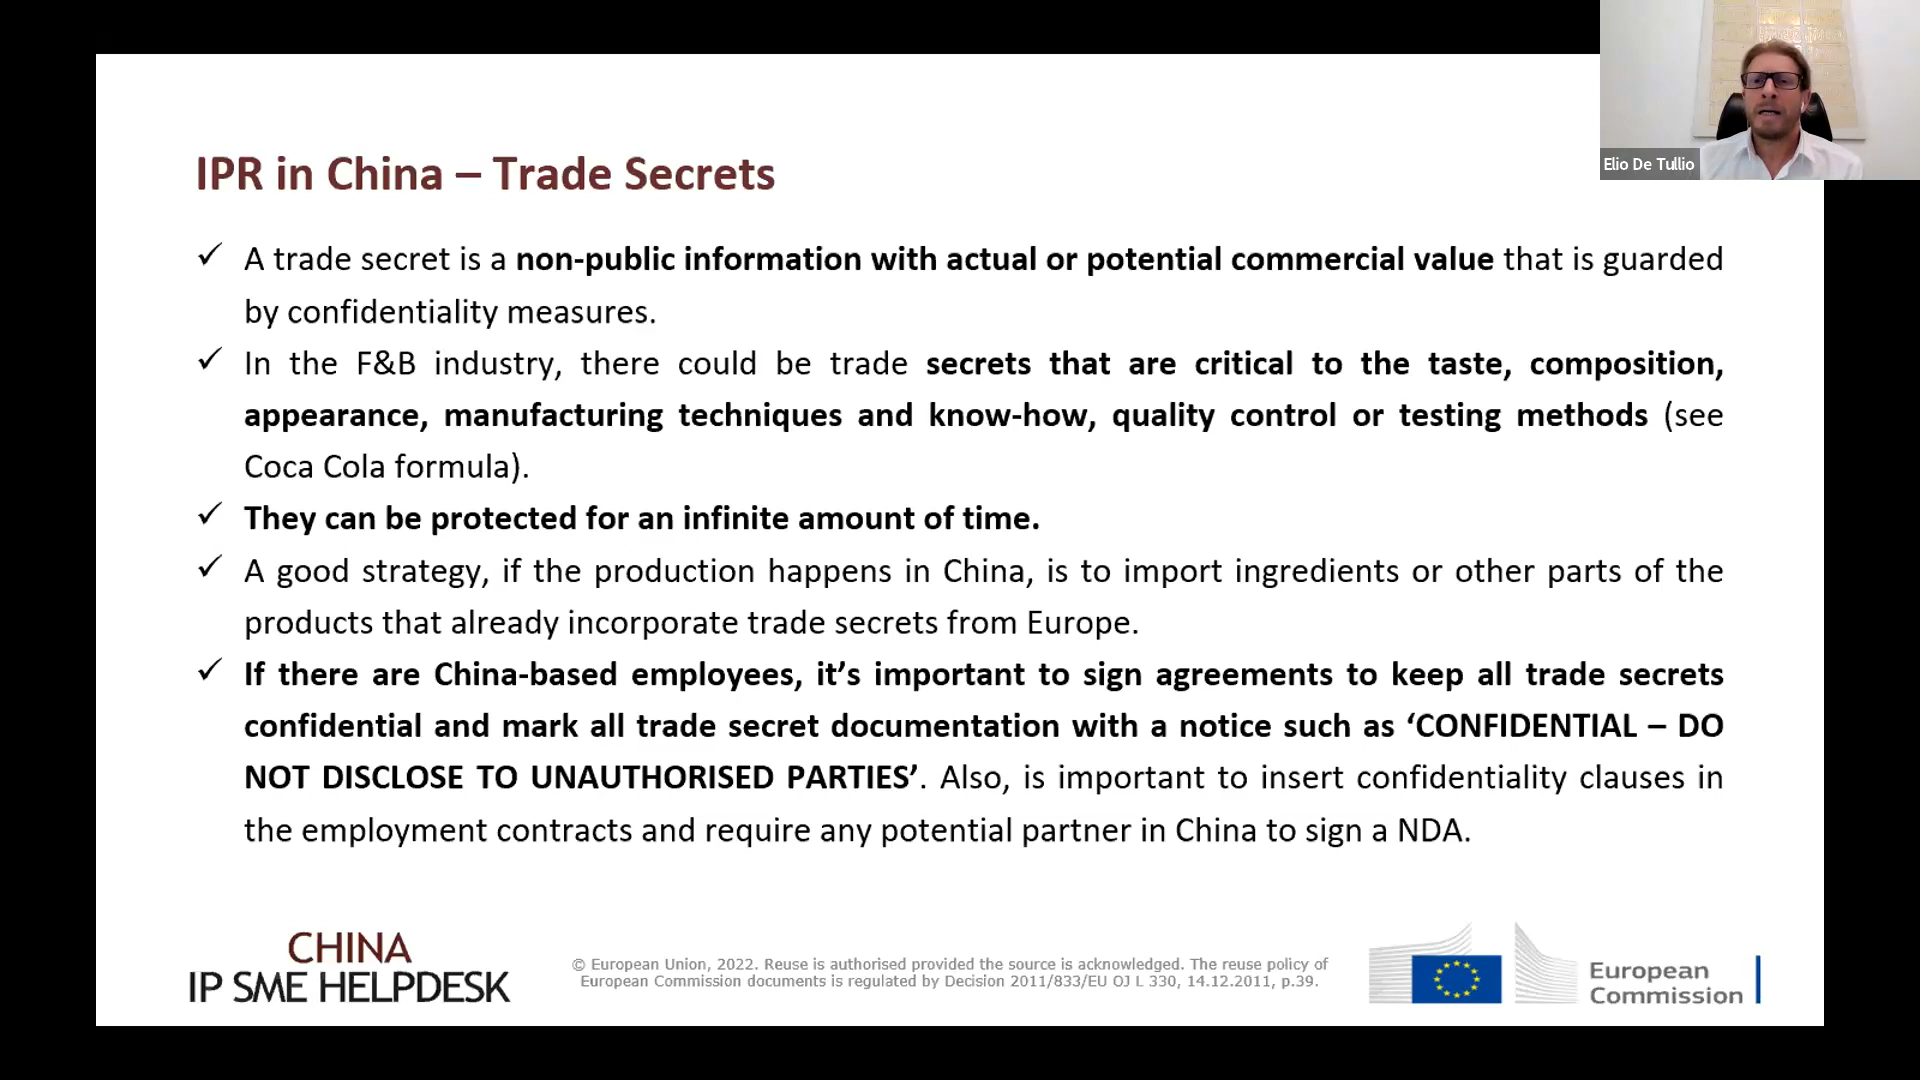 Elio De Tullio
IPR in China – Trade Secrets
✓ A trade secret is a non-public information with actual or potential commercial value that is guarded
by confidentiality measures.
✓ In the F&B industry, there could be trade secrets that are critical to the taste, composition,
appearance, manufacturing techniques and know-how, quality control or testing methods (see
Coca Cola formula).
✓ They can be protected for an infinite amount of time.
✓ A good strategy, if the production happens in China, is to import ingredients or other parts of the
products that already incorporate trade secrets from Europe.
✓ If there are China-based employees, it’s important to sign agreements to keep all trade secrets
confidential and mark all trade secret documentation with a notice such as ‘CONFIDENTIAL – DO
NOT DISCLOSE TO UNAUTHORISED PARTIES’. Also, is important to insert confidentiality clauses in
the employment contracts and require any potential partner in China to sign a NDA.
CHINA
IP SME HELPDESK
© European Union, 2022. Reuse is authorised provided the source is acknowledged. The reuse policy of
European Commission documents is regulated by Decision 2011/833/EU OJ L 330, 14.12.2011, p.39.
European
Commission